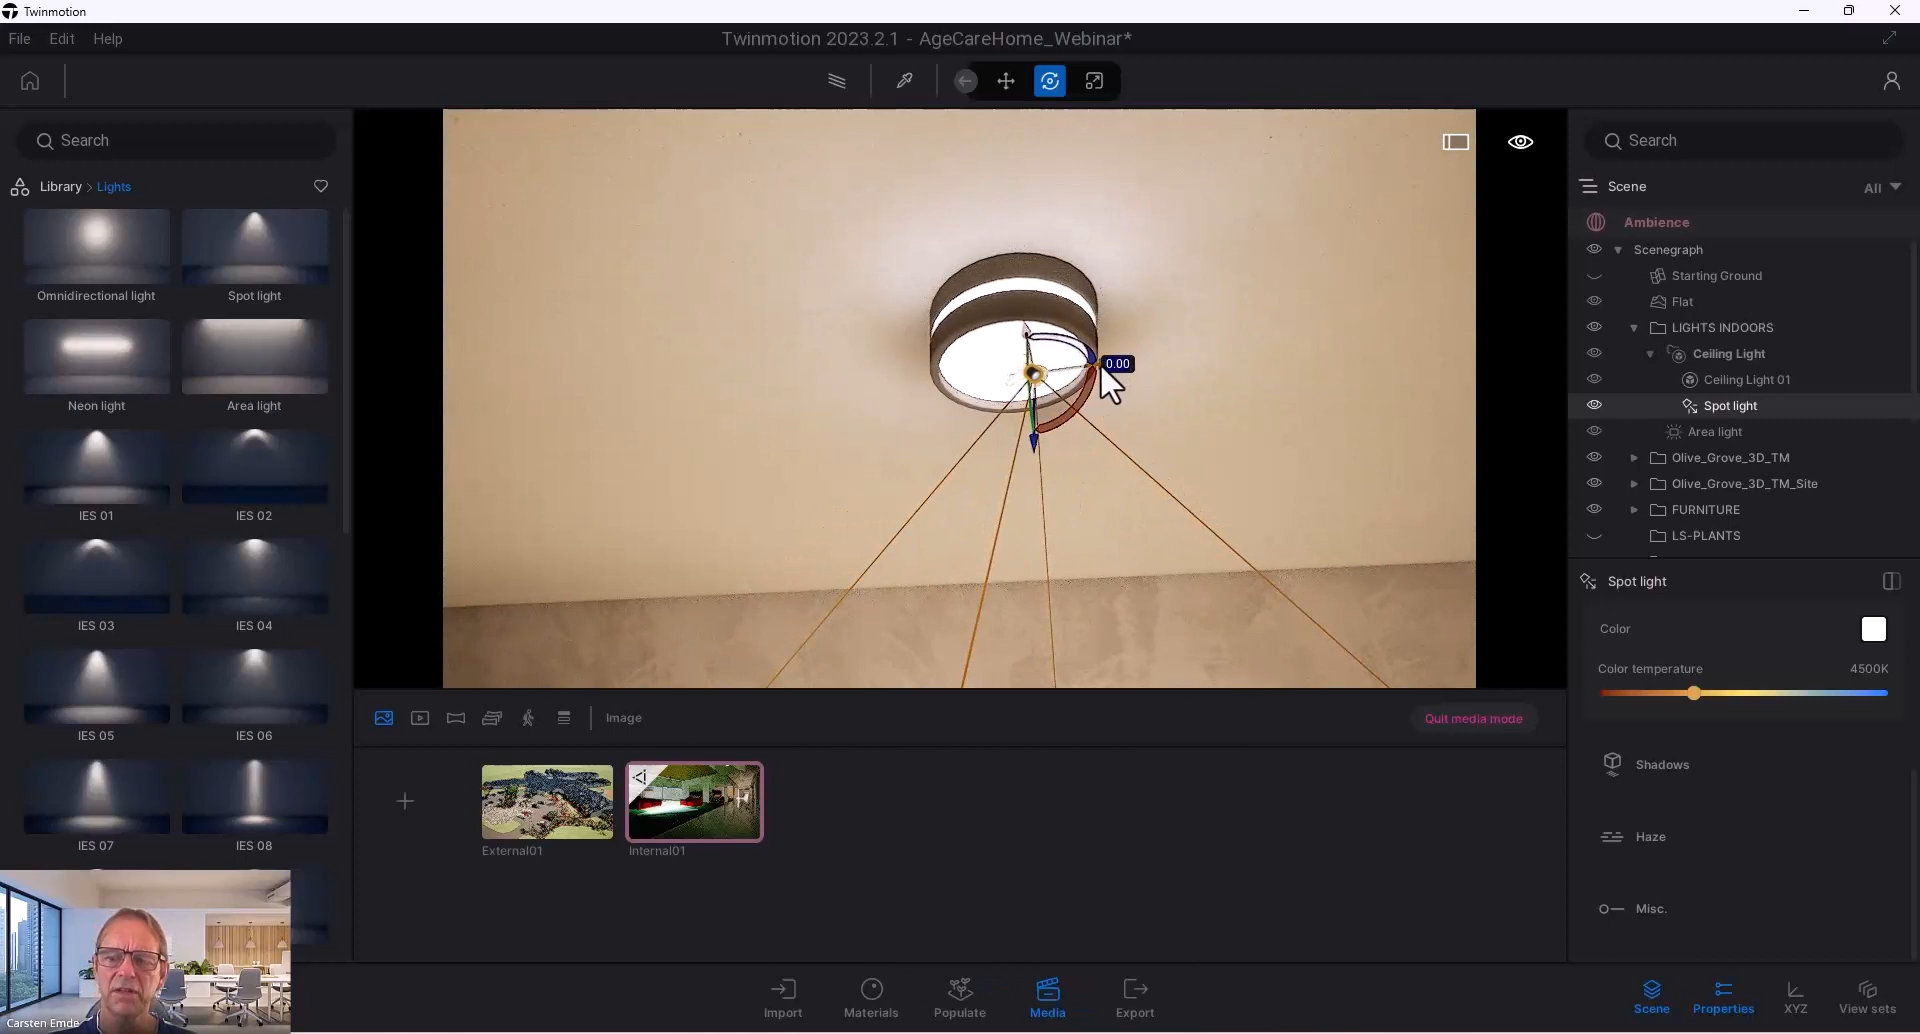 Twinmotion
File Edit Help
Twinmotion 2023.2.1 - AgeCareHome_Webinar*
Search
Library > Lights
Omnidirectional light
Spot light
Neon light
Area light
IES 01
IES 02
IES 03
IES 04
IES 05
IES 06
IES 07
IES 08
Carsten Emde
0.00
Image
Quit media mode
External01
Internal01
Import
Materials
Populate
Media
Export
Search
Scene
All
Ambience
Scenegraph
Starting Ground
Flat
LIGHTS INDOORS
Ceiling Light
Ceiling Light 01
Spot light
Area light
Olive_Grove_3D_TM
Olive_Grove_3D_TM_Site
FURNITURE
LS-PLANTS
Spot light
Color
Color temperature 4500K
Shadows
Haze
Misc.
Scene
Properties
XYZ
View sets